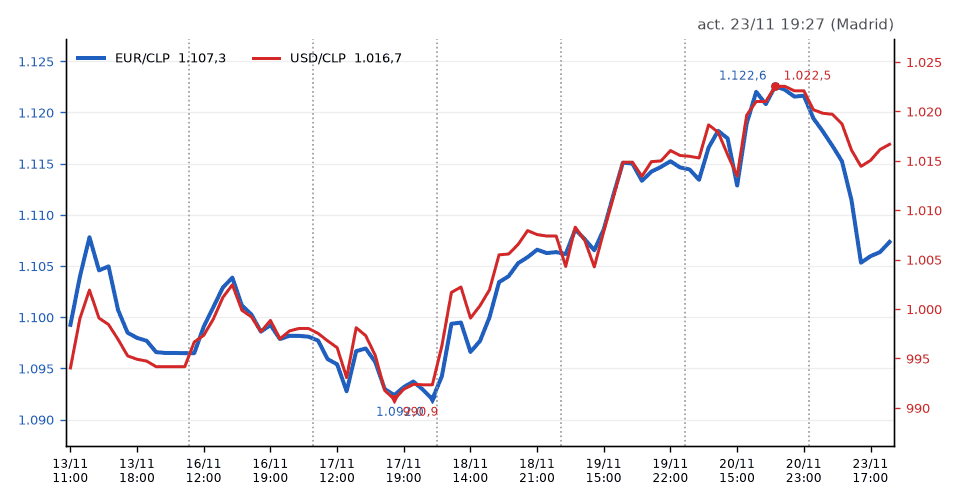 act. 23/11 19:27 (Madrid)
EUR/CLP 1.107,3 USD/CLP 1.016,7
1.122,6 1.022,5
1.125 1.025
1.120 1.020
1.115 1.015
1.110 1.010
1.105 1.005
1.100 1.000
1.095 995
1.090 990
1.092,0 990,9
13/11 13/11 16/11 16/11 17/11 17/11 18/11 18/11 19/11 19/11 20/11 20/11 23/11
11:00 18:00 12:00 19:00 12:00 19:00 14:00 21:00 15:00 22:00 15:00 23:00 17:00